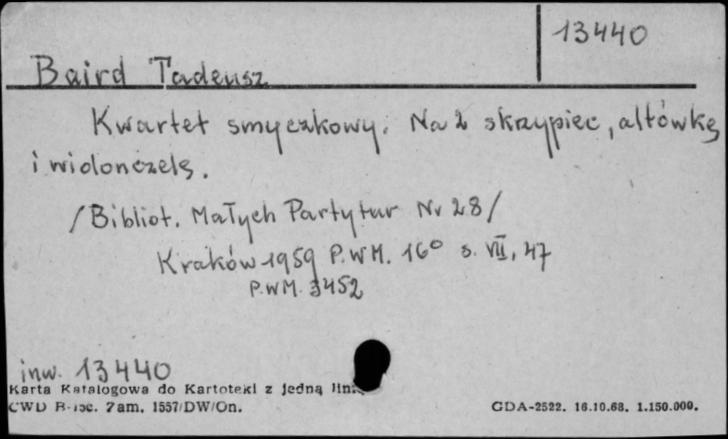 13440
Baird Tadeusz
Kwartet smyczkowy. Na 2 skrzypiec, altówkę
i wiolonczelę.
/Bibliot. Małych Partytur Nr 28/
Kraków 1959 P.W.M. 16° s. VII, 47
P.W.M. 3452
inw. 13440
Karta Katalogowa do Kartoteki z jedną
CWD Zam. 1557/DW/On.
GDA-2522. 16.10.68. 1.150.000.